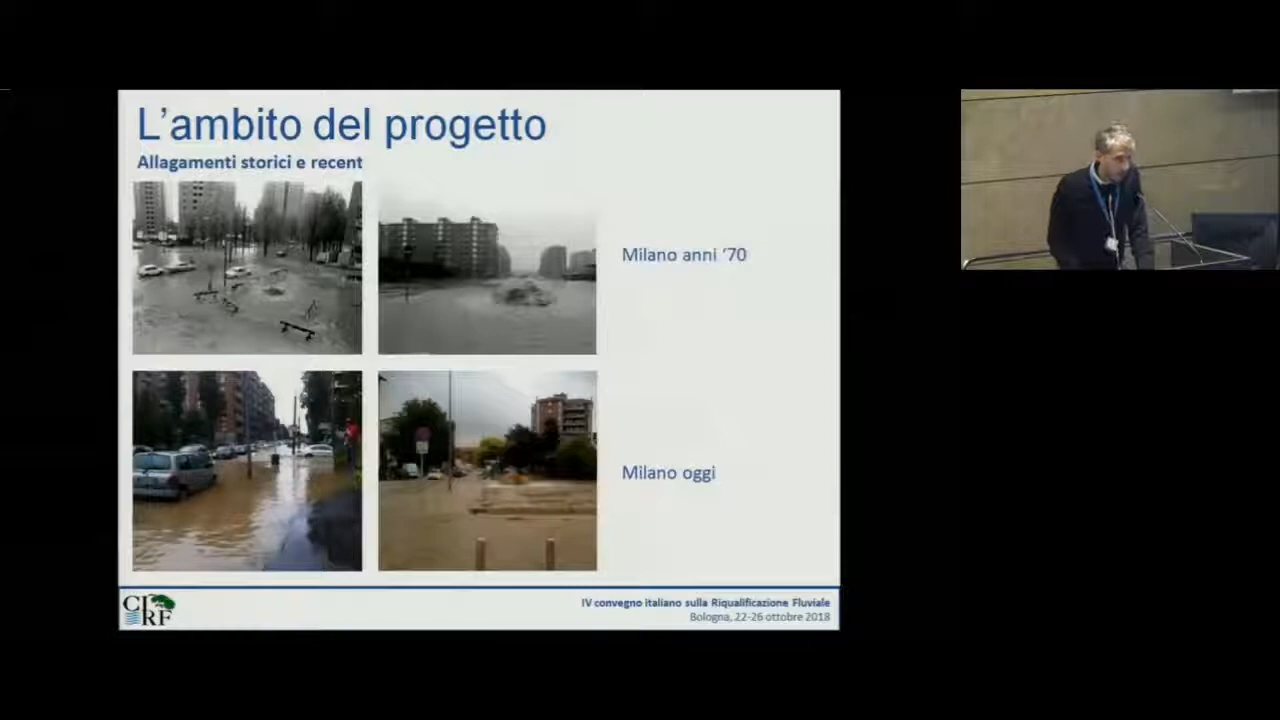 L'ambito del progetto
Allagamenti storici e recent
Milano anni '70
Milano oggi
CIRF
IV convegno italiano sulla Riqualificazione Fluviale
Bologna, 22-26 ottobre 2018